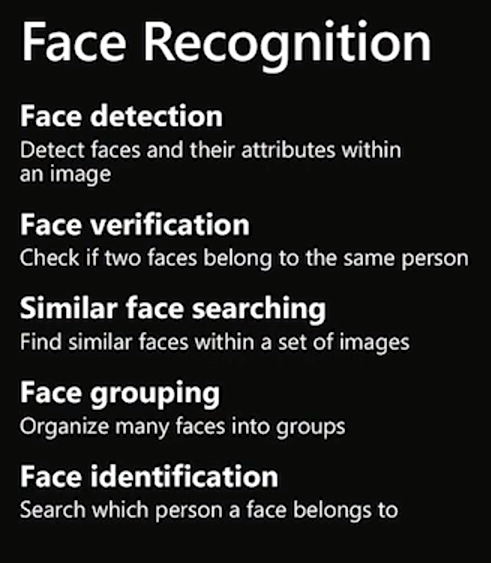 Face Recognition
Face detection
Detect faces and their attributes within
an image
Face verification
Check if two faces belong to the same person
Similar face searching
Find similar faces within a set of images
Face grouping
Organize many faces into groups
Face identification
Search which person a face belongs to